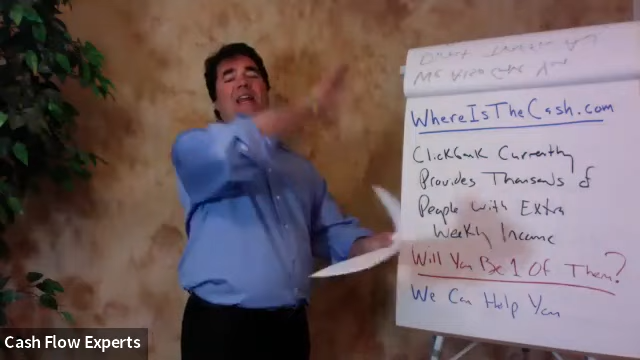 WhereIsTheCash.com
ClickBank Currently
Provides Thousands of
People with Extra
Weekly Income
Will You Be 1 Of Them?
We Can Help You
Cash Flow Experts